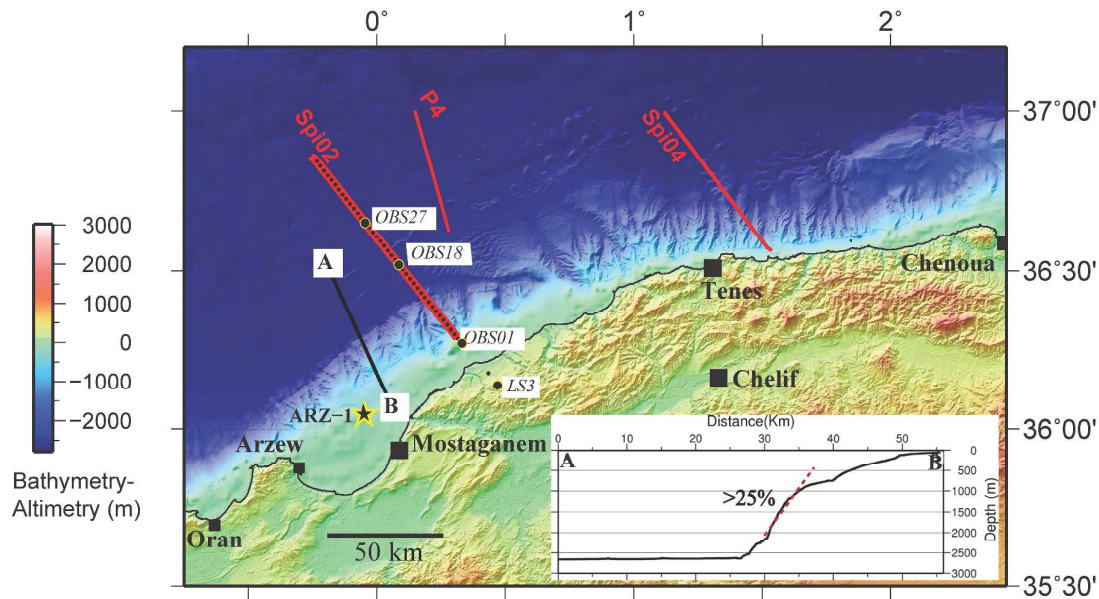 0°
1°
2°
37°00'
36°30'
36°00'
35°30'
3000
2000
1000
0
−1000
−2000
Bathymetry-
Altimetry (m)
Spi02
P4
Spi04
OBS27
OBS18
OBS01
LS3
A
B
ARZ−1
Arzew
Oran
Mostaganem
Tenes
Chelif
Chenoua
50 km
Distance(Km)
0 10 20 30 40 50
A
B
>25%
0
500
1000
1500
2000
2500
3000
Depth (m)